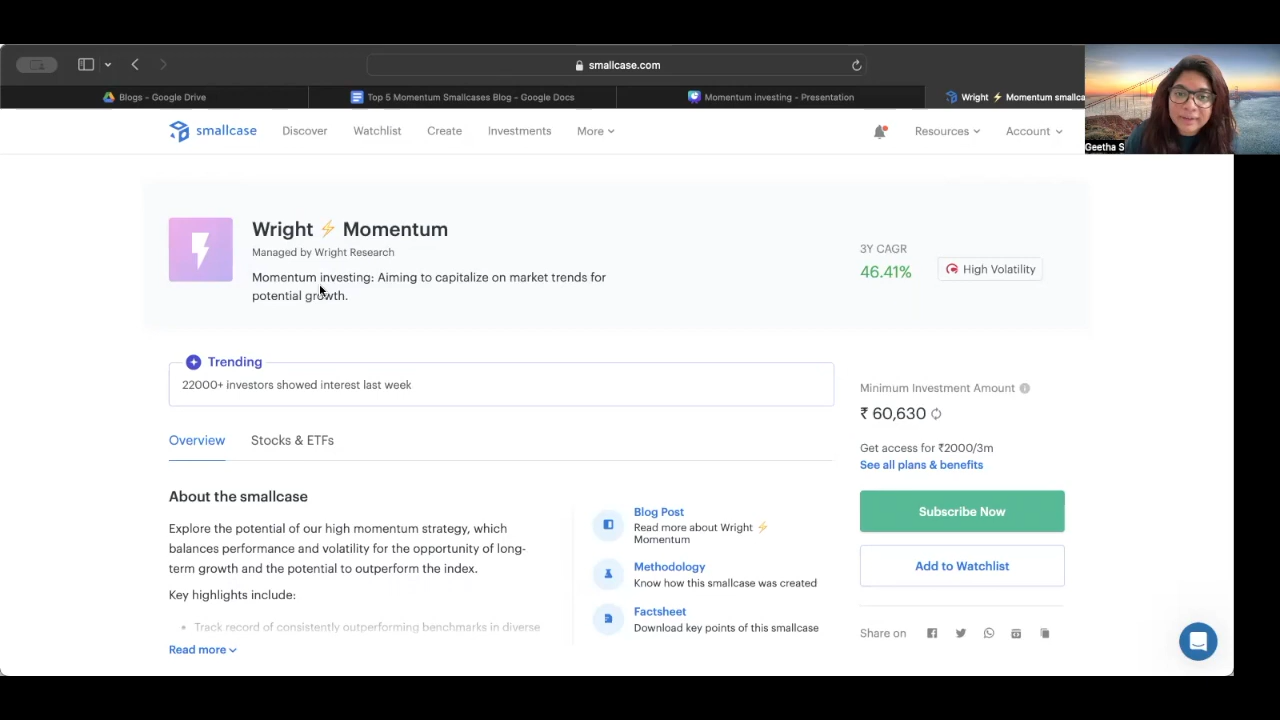 smallcase.com
Blogs - Google Drive
Top 5 Momentum Smallcases Blog - Google Docs
Momentum investing - Presentation
Wright ⚡ Momentum smallca
Geetha S
smallcase
Discover
Watchlist
Create
Investments
More
Resources
Account
Wright ⚡ Momentum
Managed by Wright Research
Momentum investing: Aiming to capitalize on market trends for
potential growth.
3Y CAGR
46.41%
High Volatility
Trending
22000+ investors showed interest last week
Minimum Investment Amount
₹ 60,630
Get access for ₹2000/3m
See all plans & benefits
Subscribe Now
Add to Watchlist
Share on
Overview
Stocks & ETFs
About the smallcase
Explore the potential of our high momentum strategy, which
balances performance and volatility for the opportunity of long-
term growth and the potential to outperform the index.
Key highlights include:
• Track record of consistently outperforming benchmarks in diverse
Read more
Blog Post
Read more about Wright ⚡
Momentum
Methodology
Know how this smallcase was created
Factsheet
Download key points of this smallcase